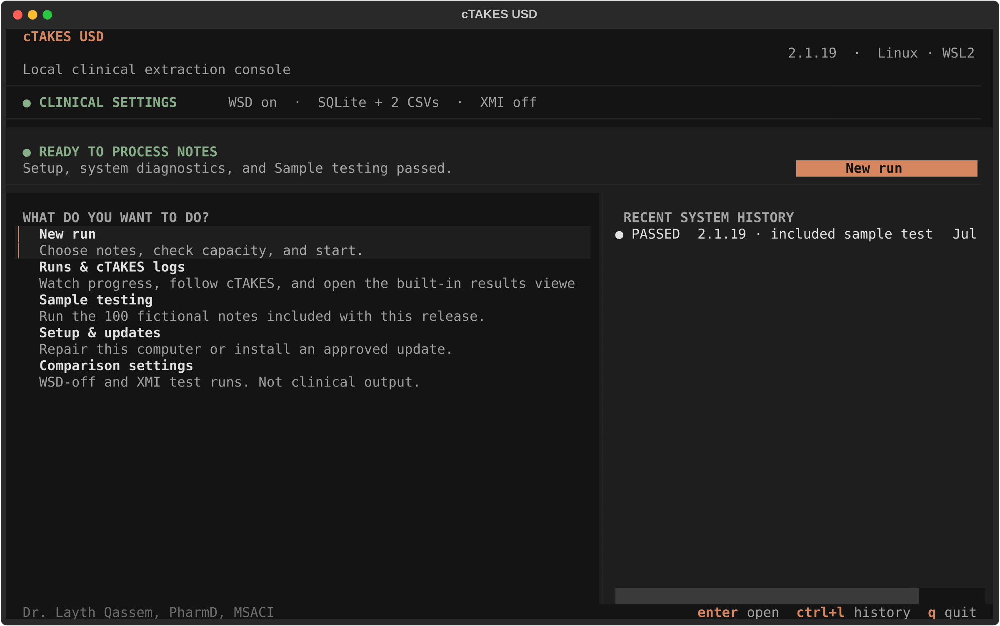 cTAKES USD
cTAKES USD
2.1.19 · Linux · WSL2
Local clinical extraction console
● CLINICAL SETTINGS WSD on · SQLite + 2 CSVs · XMI off
● READY TO PROCESS NOTES
Setup, system diagnostics, and Sample testing passed.
New run
WHAT DO YOU WANT TO DO?
New run
Choose notes, check capacity, and start.
Runs & cTAKES logs
Watch progress, follow cTAKES, and open the built-in results viewe
Sample testing
Run the 100 fictional notes included with this release.
Setup & updates
Repair this computer or install an approved update.
Comparison settings
WSD-off and XMI test runs. Not clinical output.
RECENT SYSTEM HISTORY
● PASSED 2.1.19 · included sample test Jul
Dr. Layth Qassem, PharmD, MSACI
enter open ctrl+l history q quit